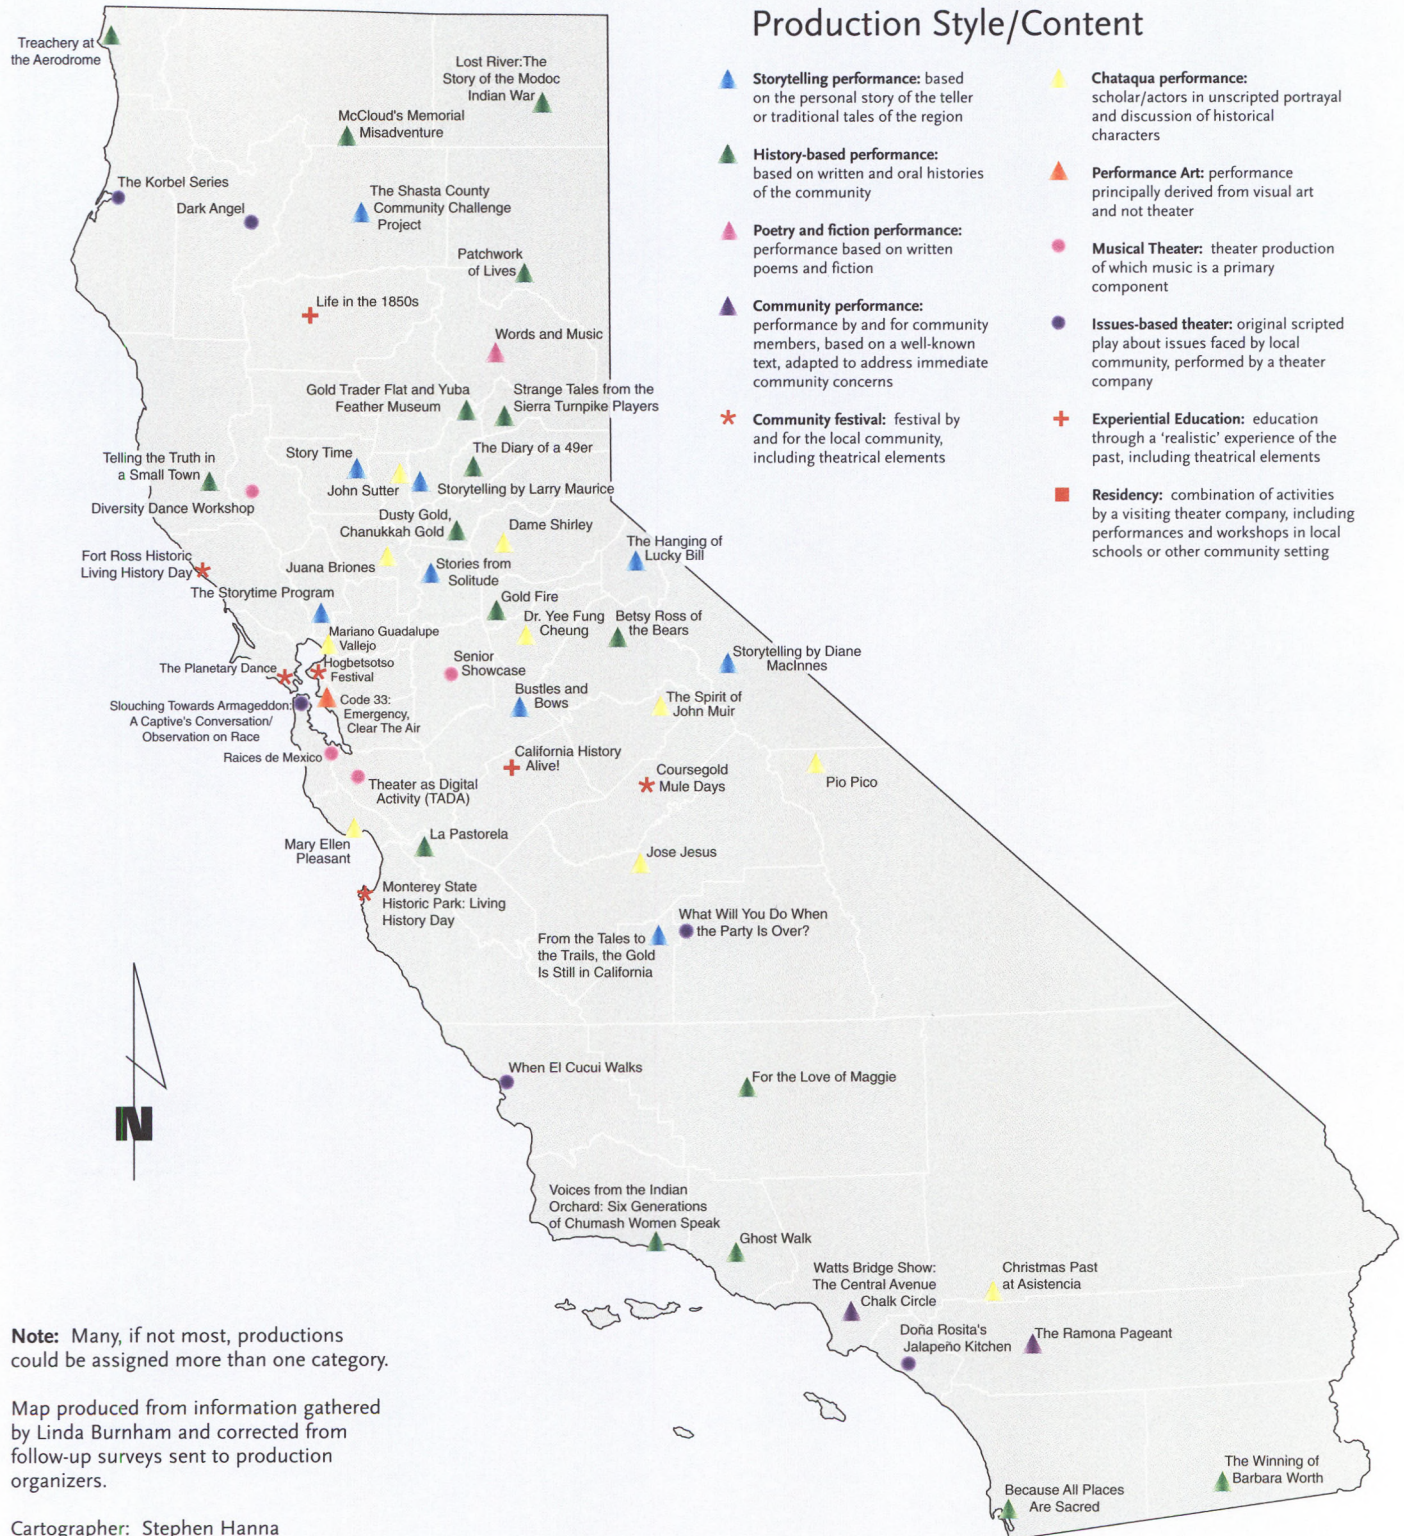 Production Style/Content
Storytelling performance: based
on the personal story of the teller
or traditional tales of the region
History-based performance:
based on written and oral histories
of the community
Poetry and fiction performance:
performance based on written
poems and fiction
Community performance:
performance by and for community
members, based on a well-known
text, adapted to address immediate
community concerns
Community festival: festival by
and for the local community,
including theatrical elements
Chataqua performance:
scholar/actors in unscripted portrayal
and discussion of historical
characters
Performance Art: performance
principally derived from visual art
and not theater
Musical Theater: theater production
of which music is a primary
component
Issues-based theater: original scripted
play about issues faced by local
community, performed by a theater
company
Experiential Education: education
through a ‘realistic’ experience of the
past, including theatrical elements
Residency: combination of activities
by a visiting theater company, including
performances and workshops in local
schools or other community setting
Treachery at
the Aerodrome
Lost River:The
Story of the Modoc
Indian War
McCloud's Memorial
Misadventure
The Korbel Series
Dark Angel
The Shasta County
Community Challenge
Project
Patchwork
of Lives
Life in the 1850s
Words and Music
Gold Trader Flat and Yuba
Feather Museum
Strange Tales from the
Sierra Turnpike Players
Story Time
The Diary of a 49er
Telling the Truth in
a Small Town
John Sutter
Storytelling by Larry Maurice
Diversity Dance Workshop
Dusty Gold,
Chanukkah Gold
Dame Shirley
The Hanging of
Lucky Bill
Fort Ross Historic
Living History Day
Juana Briones
Stories from
Solitude
The Storytime Program
Gold Fire
Dr. Yee Fung
Cheung
Betsy Ross of
the Bears
Mariano Guadalupe
Vallejo
Storytelling by Diane
MacInnes
The Planetary Dance
Hogbetsotso
Festival
Senior
Showcase
Slouching Towards Armageddon:
A Captive's Conversation/
Observation on Race
Code 33:
Emergency,
Clear The Air
Bustles and
Bows
The Spirit of
John Muir
Raices de Mexico
California History
Alive!
Coursegold
Mule Days
Pio Pico
Theater as Digital
Activity (TADA)
Mary Ellen
Pleasant
La Pastorela
Jose Jesus
Monterey State
Historic Park: Living
History Day
What Will You Do When
the Party Is Over?
From the Tales to
the Trails, the Gold
Is Still in California
N
When El Cucui Walks
For the Love of Maggie
Voices from the Indian
Orchard: Six Generations
of Chumash Women Speak
Ghost Walk
Watts Bridge Show:
The Central Avenue
Chalk Circle
Christmas Past
at Asistencia
Doña Rosita's
Jalapeño Kitchen
The Ramona Pageant
The Winning of
Barbara Worth
Because All Places
Are Sacred
Note: Many, if not most, productions
could be assigned more than one category.
Map produced from information gathered
by Linda Burnham and corrected from
follow-up surveys sent to production
organizers.
Cartographer: Stephen Hanna